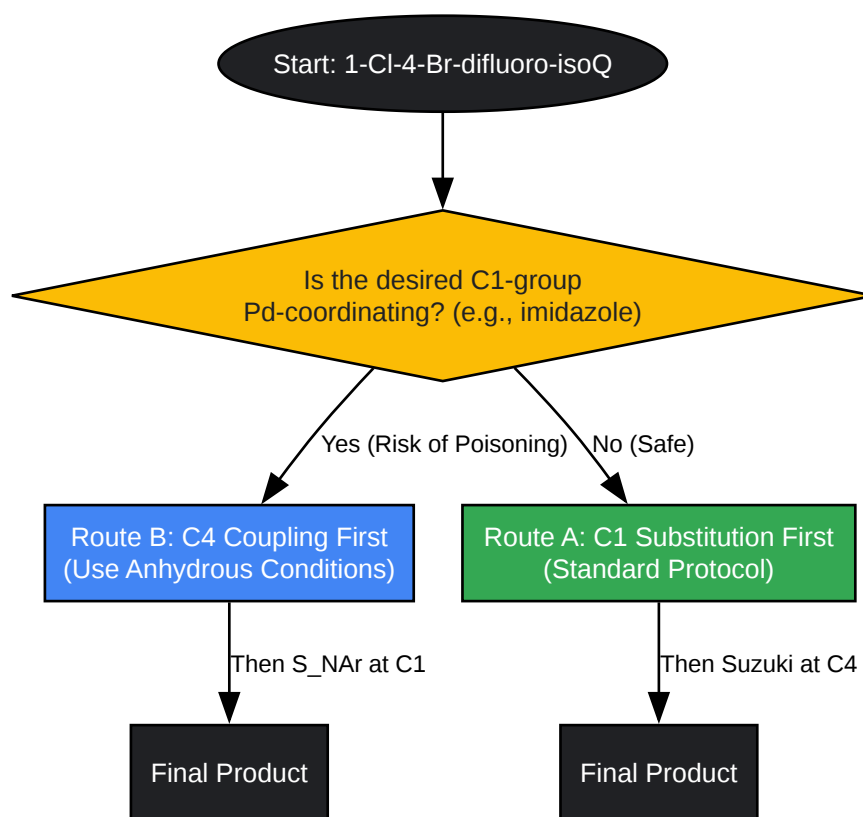 Start: 1-Cl-4-Br-difluoro-isoQ
Is the desired C1-group
Pd-coordinating? (e.g., imidazole)
Yes (Risk of Poisoning)
No (Safe)
Route B: C4 Coupling First
(Use Anhydrous Conditions)
Route A: C1 Substitution First
(Standard Protocol)
Then S_NAr at C1
Then Suzuki at C4
Final Product
Final Product